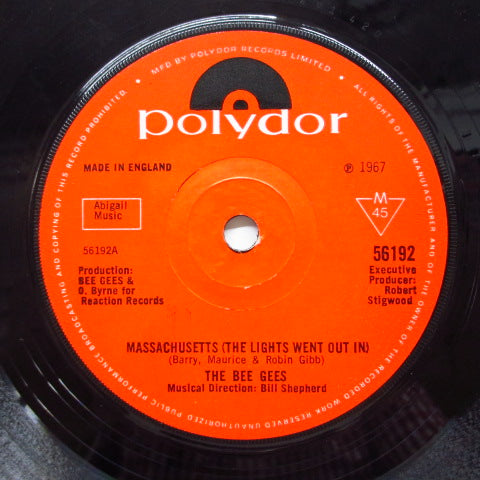 MFD BY POLYDOR RECORDS LIMITED.
ALL RIGHTS OF THE MANUFACTURER AND OF THE OWNER OF THE RECORDED WORK RESERVED. UNAUTHORIZED PUBLIC PERFORMANCE BROADCASTING AND COPYING OF THIS RECORD PROHIBITED.
polydor
MADE IN ENGLAND
℗ 1967
Abigail
Music
M
45
56192A
56192
Production:
BEE GEES &
O. Byrne for
Reaction Records
Executive
Producer:
Robert
Stigwood
MASSACHUSETTS (THE LIGHTS WENT OUT IN)
(Barry, Maurice & Robin Gibb)
THE BEE GEES
Musical Direction: Bill Shepherd